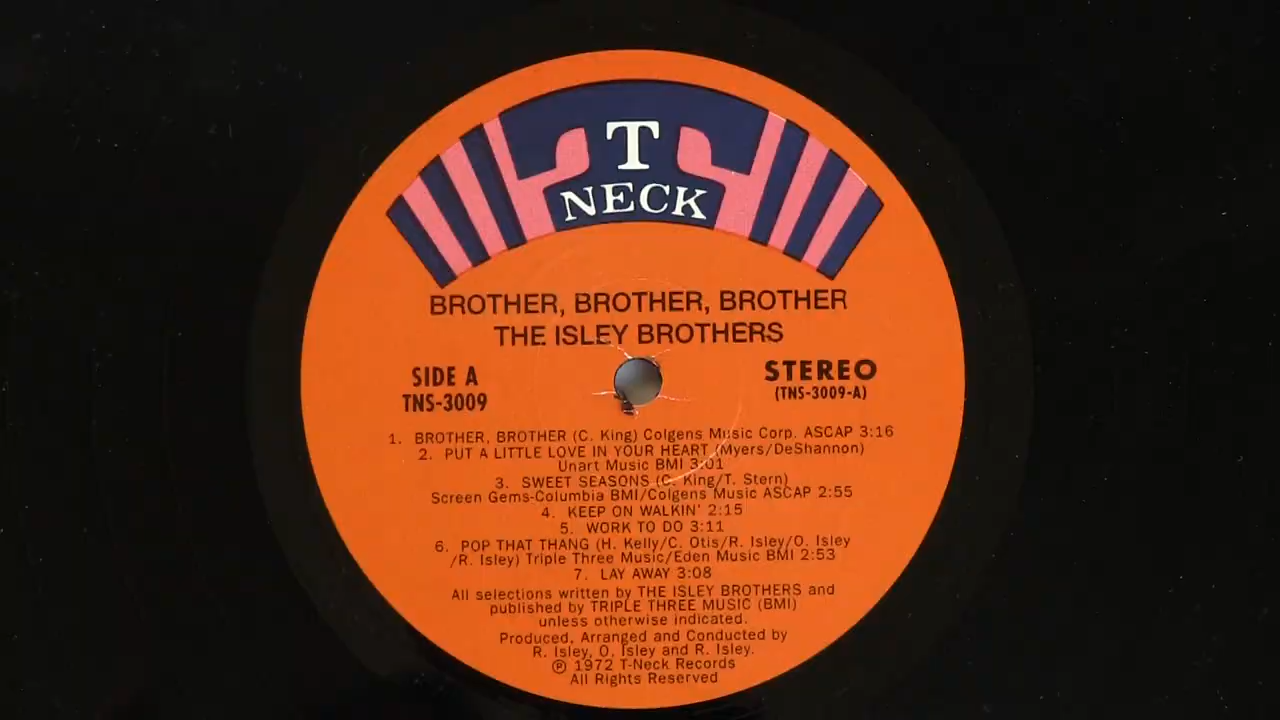 T
NECK
BROTHER, BROTHER, BROTHER
THE ISLEY BROTHERS
SIDE A
TNS-3009
STEREO
(TNS-3009-A)
1. BROTHER, BROTHER (C. King) Colgens Music Corp. ASCAP 3:16
2. PUT A LITTLE LOVE IN YOUR HEART (Myers/DeShannon)
Unart Music BMI 3:01
3. SWEET SEASONS (C. King/T. Stern)
Screen Gems-Columbia BMI/Colgens Music ASCAP 2:55
4. KEEP ON WALKIN' 2:15
5. WORK TO DO 3:11
6. POP THAT THANG (H. Kelly/C. Otis/R. Isley/O. Isley
/R. Isley) Triple Three Music/Eden Music BMI 2:53
7. LAY AWAY 3:08
All selections written by THE ISLEY BROTHERS and
published by TRIPLE THREE MUSIC (BMI)
unless otherwise indicated.
Produced, Arranged and Conducted by
R. Isley, O. Isley and R. Isley.
℗ 1972 T-Neck Records
All Rights Reserved